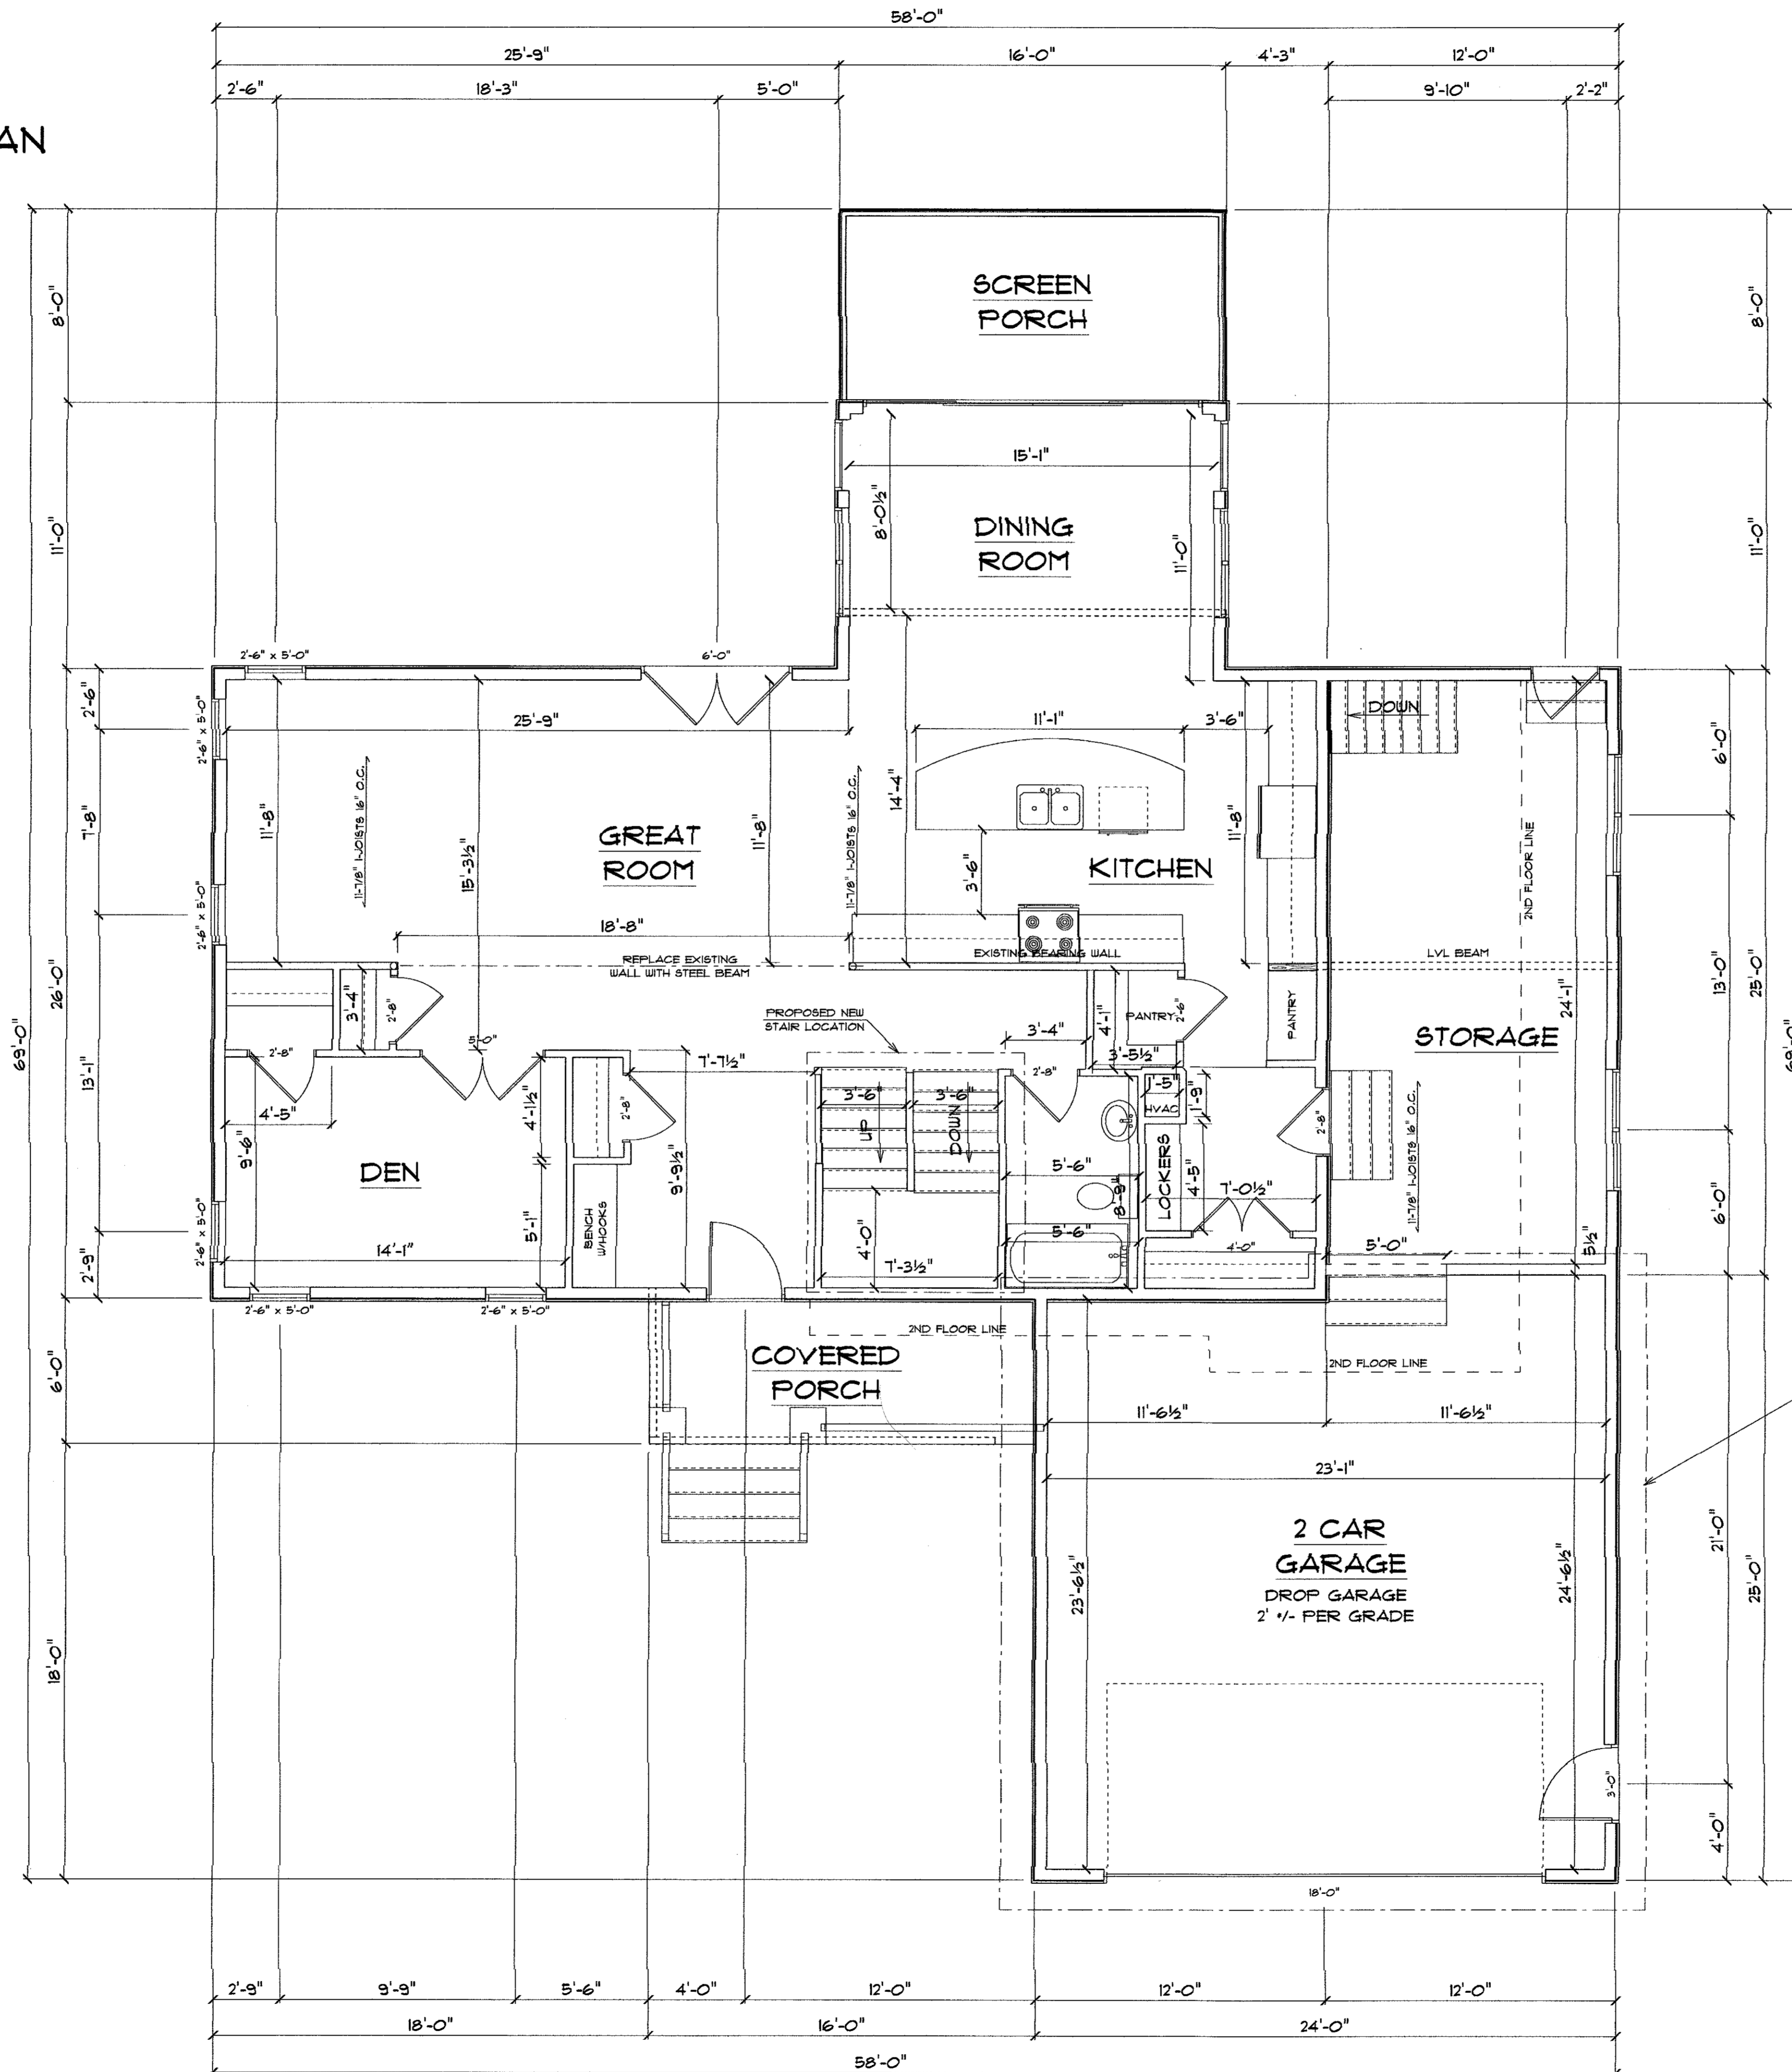 58'-0"
25'-9" 16'-0" 4'-3" 12'-0"
2'-6" 18'-3" 5'-0" 9'-10" 2'-2"
AN
8'-0"
SCREEN
PORCH
8'-0"
15'-1"
8'-0½"
11'-0"
DINING
ROOM
11'-0"
11'-0"
2'-6" x 5'-0"
6'-0"
2'-6"
2'-6" x 5'-0"
25'-9"
11'-1"
3'-6"
DOWN
6'-0"
7'-8"
11'-8"
11-7/8" I-JOISTS 16" O.C.
15'-3½"
GREAT
ROOM
11'-8"
11-7/8" I-JOISTS 16" O.C.
14'-4"
3'-6"
KITCHEN
11'-8"
2ND FLOOR LINE
2'-6" x 5'-0"
18'-8"
REPLACE EXISTING
WALL WITH STEEL BEAM
EXISTING BEARING WALL
LVL BEAM
26'-0"
13'-0"
25'-0"
24'-1"
3'-4"
2'-8"
PROPOSED NEW
STAIR LOCATION
3'-4"
4'-1"
PANTRY
2'-6"
PANTRY
STORAGE
69'-0"
69'-0"
13'-1"
2'-8"
5'-0"
7'-7½"
2'-8"
3'-5½"
4'-5"
4'-1½"
2'-8"
3'-6"
3'-6"
1'-5"
HVAC
1'-9"
2'-8"
11-7/8" I-JOISTS 16" O.C.
9'-6"
DEN
9'-9½"
UP
DOWN
5'-6"
8'-9"
LOCKERS
4'-5"
7'-0½"
6'-0"
2'-6" x 5'-0"
5'-1"
BENCH
W/HOOKS
4'-0"
5'-6"
4'-0"
5'-0"
5½"
2'-9"
14'-1"
7'-3½"
2'-6" x 5'-0"
2'-6" x 5'-0"
2ND FLOOR LINE
COVERED
PORCH
2ND FLOOR LINE
6'-0"
11'-6½"
11'-6½"
23'-1"
2 CAR
GARAGE
DROP GARAGE
2' +/- PER GRADE
23'-6½"
24'-6½"
21'-0"
25'-0"
18'-0"
3'-0"
4'-0"
18'-0"
2'-9" 9'-9" 5'-6" 4'-0" 12'-0" 12'-0" 12'-0"
18'-0" 16'-0" 24'-0"
58'-0"